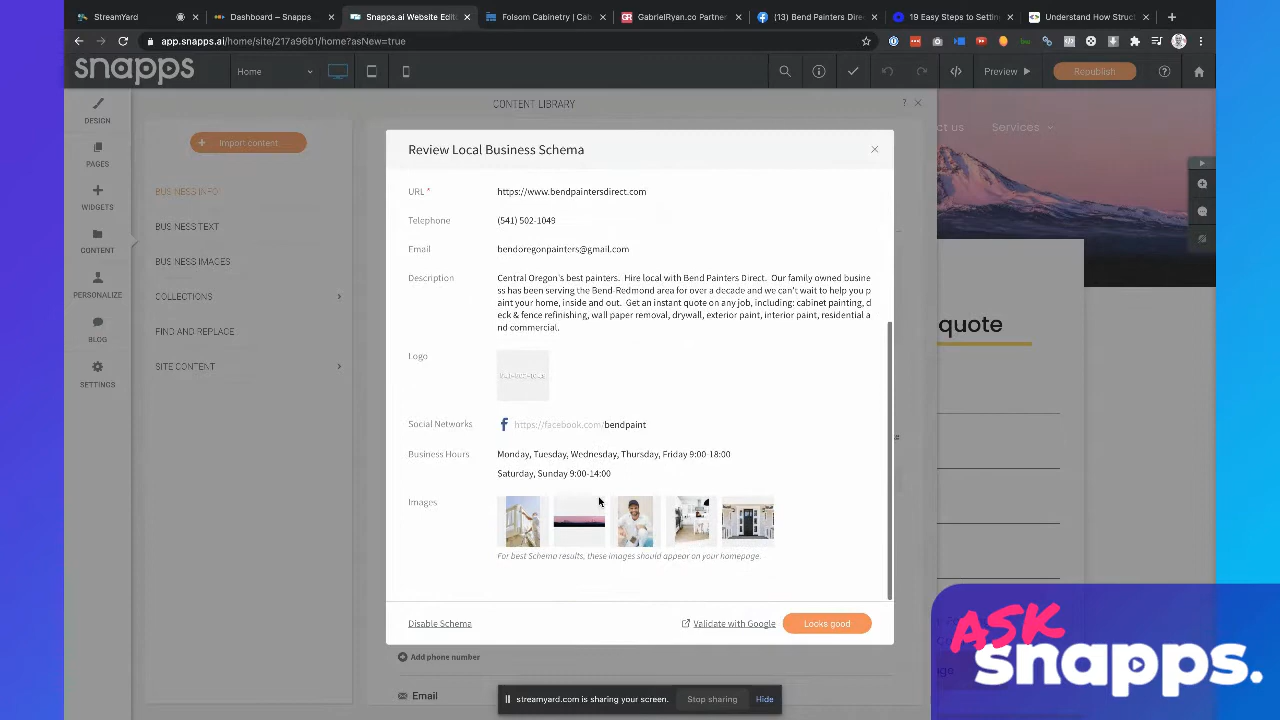 StreamYard
Dashboard – Snapps
Snapps.ai Website Edit
Folsom Cabinetry | Cab
GabrielRyan.co Partner
(13) Bend Painters Dire
19 Easy Steps to Settin
Understand How Struct
app.snapps.ai/home/site/217a96b1/home?asNew=true
snapps
Home
Preview
Republish
DESIGN
PAGES
WIDGETS
CONTENT
PERSONALIZE
BLOG
SETTINGS
CONTENT LIBRARY
Import content
BUSINESS INFO
BUSINESS TEXT
BUSINESS IMAGES
COLLECTIONS
FIND AND REPLACE
SITE CONTENT
Review Local Business Schema
URL * https://www.bendpaintersdirect.com
Telephone (541) 502-1049
Email bendoregonpainters@gmail.com
Description Central Oregon's best painters. Hire local with Bend Painters Direct. Our family owned busine
ss has been serving the Bend-Redmond area for over a decade and we can't wait to help you p
aint your home, inside and out. Get an instant quote on any job, including: cabinet painting, d
eck & fence refinishing, wall paper removal, drywall, exterior paint, interior paint, residential a
nd commercial.
Logo
Social Networks https://facebook.com/bendpaint
Business Hours Monday, Tuesday, Wednesday, Thursday, Friday 9:00-18:00
Saturday, Sunday 9:00-14:00
Images
For best Schema results, these images should appear on your homepage.
Disable Schema
Validate with Google
Looks good
Add phone number
Email
ct us
Services
quote
streamyard.com is sharing your screen.
Stop sharing
Hide
ASK
snapps.